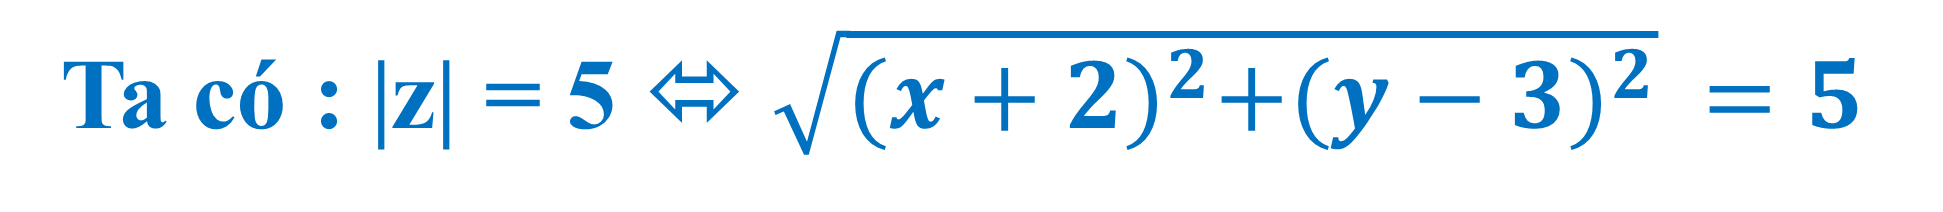 Ta có : |z| = 5 ⇔ √((x + 2)²+(y − 3)²) = 5